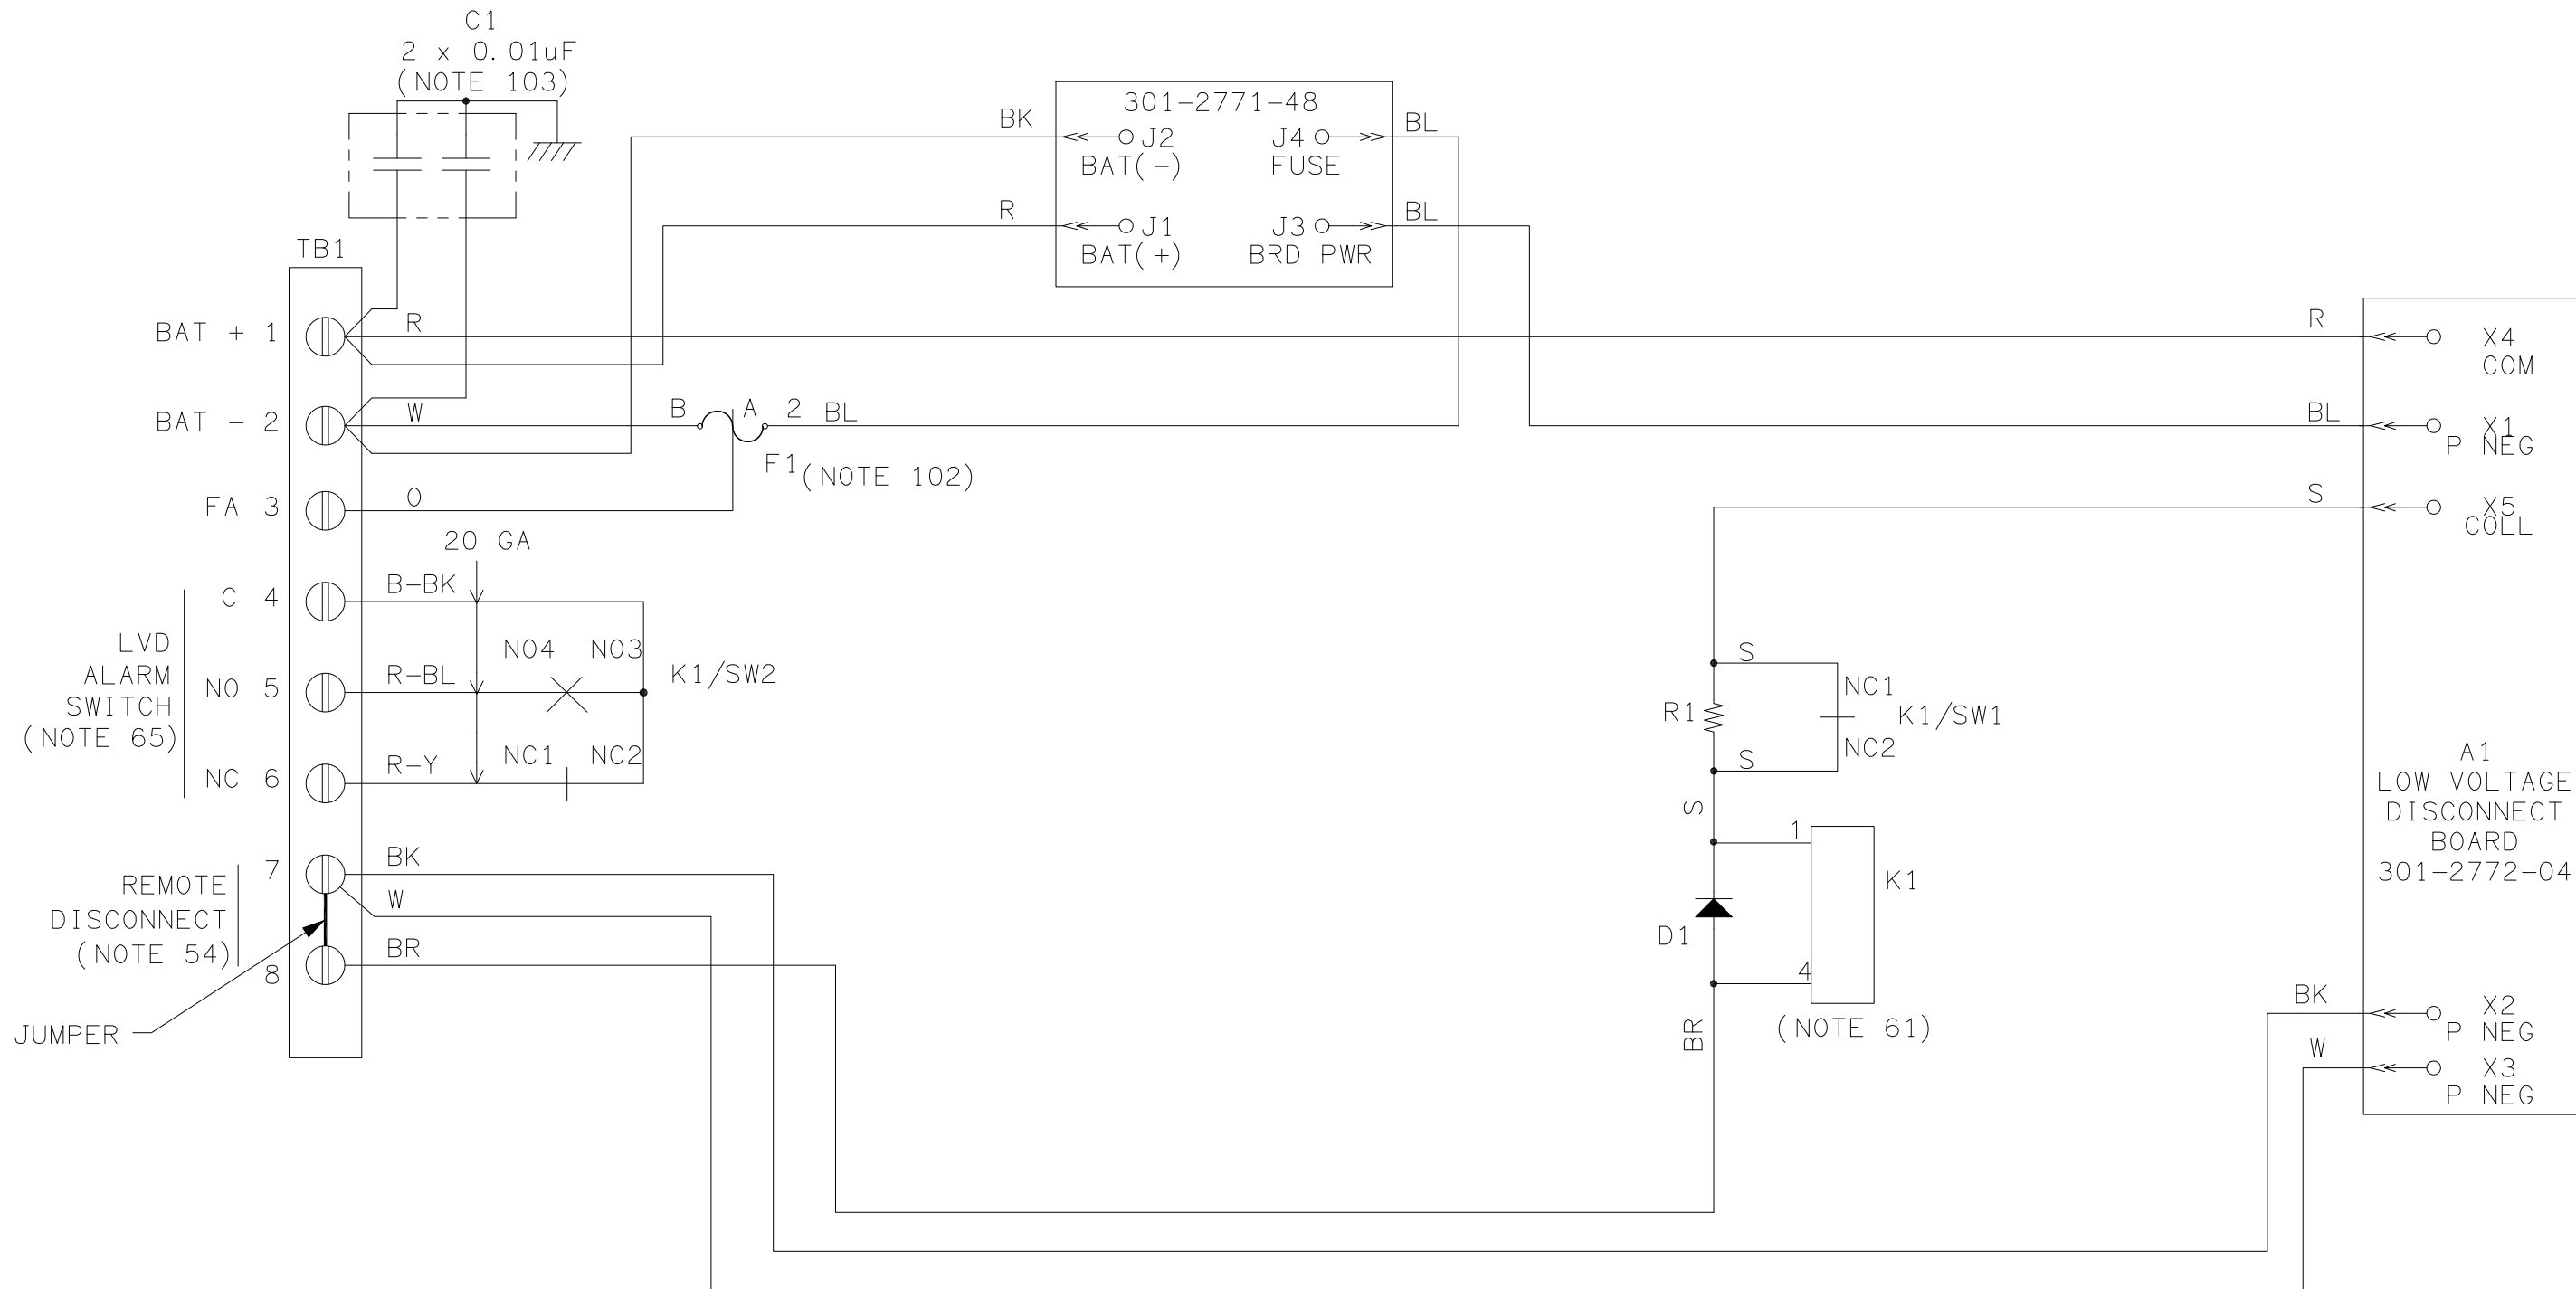 C1
2 x 0.01uF
(NOTE 103)
301-2771-48
BK
J2
J4
BL
BAT(-)
FUSE
R
J1
J3
BL
BAT(+)
BRD PWR
TB1
BAT + 1
R
R
X4
COM
BAT - 2
W
B
A
2
BL
BL
X1
P NEG
F1
(NOTE 102)
FA 3
O
S
X5
COLL
20 GA
C 4
B-BK
LVD
ALARM
SWITCH
(NOTE 65)
NO 5
R-BL
NO4
NO3
K1/SW2
NC 6
R-Y
NC1
NC2
S
NC1
R1
K1/SW1
NC2
S
S
A1
LOW VOLTAGE
DISCONNECT
BOARD
301-2772-04
7
BK
REMOTE
DISCONNECT
(NOTE 54)
W
8
BR
JUMPER
1
K1
D1
4
(NOTE 61)
BR
BK
X2
P NEG
W
X3
P NEG